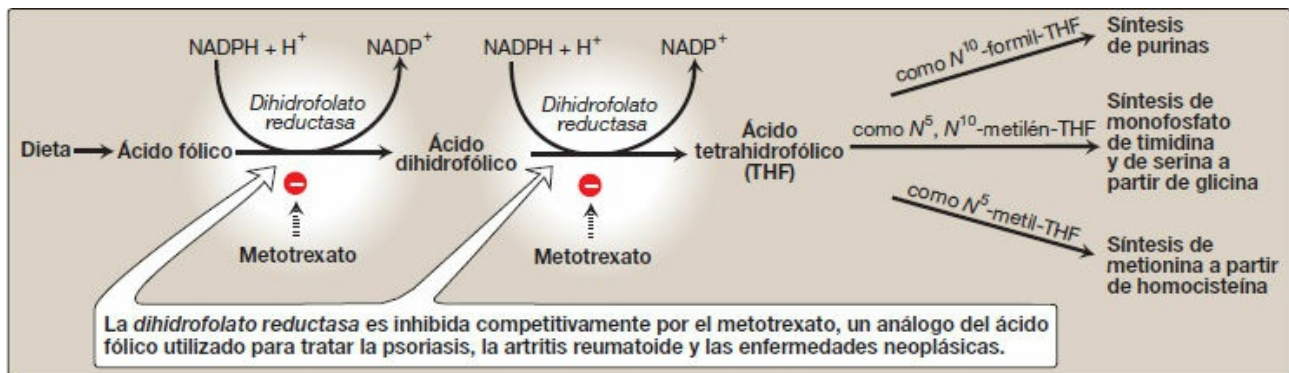 NADPH + H⁺
NADP⁺
Dihidrofolato
reductasa
Dieta
Ácido fólico
Metotrexato
Ácido
dihidrofólico
NADPH + H⁺
NADP⁺
Dihidrofolato
reductasa
Metotrexato
Ácido
tetrahidrofólico
(THF)
como N¹⁰-formil-THF
Síntesis
de purinas
como N⁵, N¹⁰-metilén-THF
Síntesis de
monofosfato
de timidina
y de serina a
partir de glicina
como N⁵-metil-THF
Síntesis de
metionina a partir
de homocisteína
La dihidrofolato reductasa es inhibida competitivamente por el metotrexato, un análogo del ácido
fólico utilizado para tratar la psoriasis, la artritis reumatoide y las enfermedades neoplásicas.